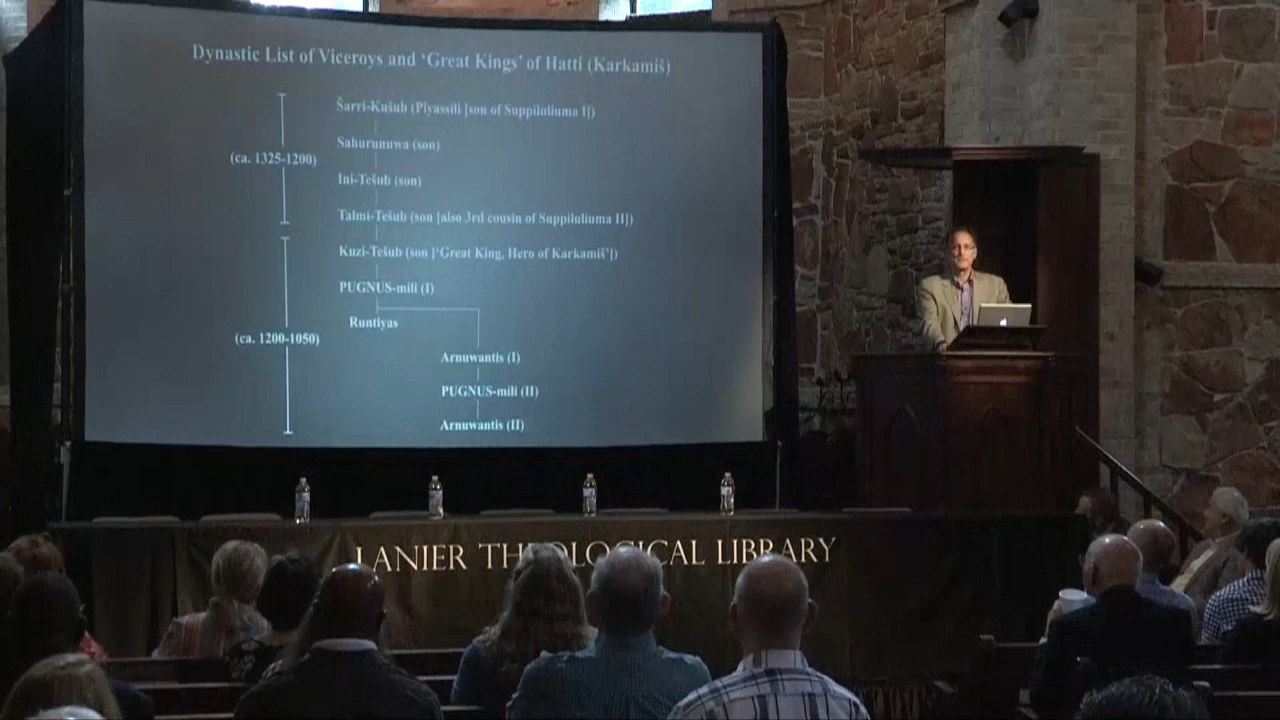 Dynastic List of Viceroys and ‘Great Kings’ of Hatti (Karkamiš)
Šarri-Kušuh (Piyassili [son of Suppiluliuma I])
Sahurunuwa (son)
(ca. 1325-1200)
Ini-Tešub (son)
Talmi-Tešub (son [also 3rd cousin of Suppiluliuma II])
Kuzi-Tešub (son [‘Great King, Hero of Karkamiš’])
PUGNUS-mili (I)
Runtiyas
(ca. 1200-1050)
Arnuwantis (I)
PUGNUS-mili (II)
Arnuwantis (II)
LANIER THEOLOGICAL LIBRARY